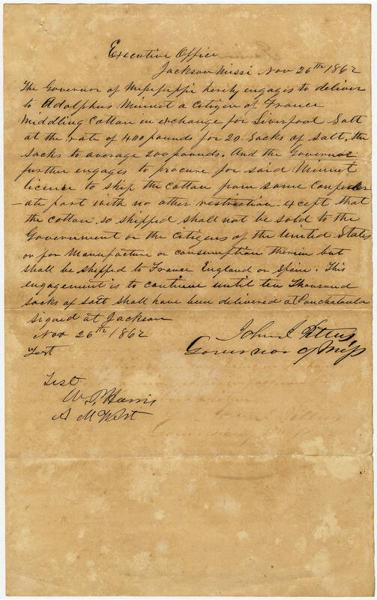 Executive Office
Jackson Missi Nov 26th 1862
The Governor of Mississippi hereby engages to deliver
to Adolphus Munnt a Citizen of France
Middling Cotton in exchange for Liverpool Salt
at the rate of 400 pounds for 20 Sacks of salt, the
sacks to average 200 pounds. And the Governor
further engages to procure for said Munnt
licence to ship the cotton from some confeder
-ate port with no other restriction except that
the cotton, so shipped shall not be sold to the
Government or the citizens of the United States
or for Manufacture or consumption therein but
shall be shipped to France England or Spain. This
engagement is to continue until ten Thousand
sacks of salt shall have been delivered at Ponchatoula
signed at Jackson
Nov 26th 1862
Test
John J Pettus
Governor of Miss
Test
W P Harris
A M West